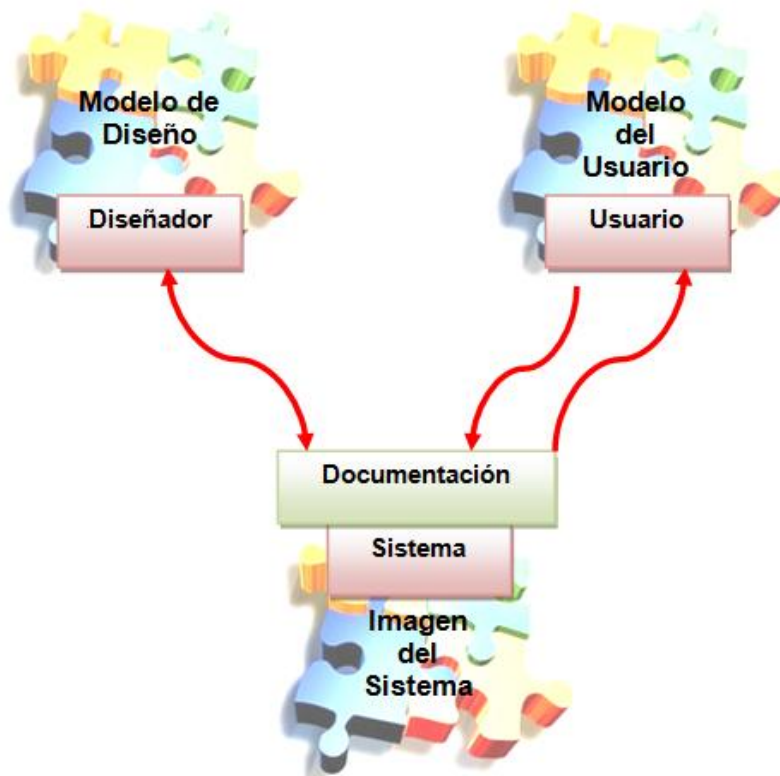 Modelo de
Diseño
Diseñador
Modelo
del
Usuario
Usuario
Documentación
Sistema
Imagen
del
Sistema